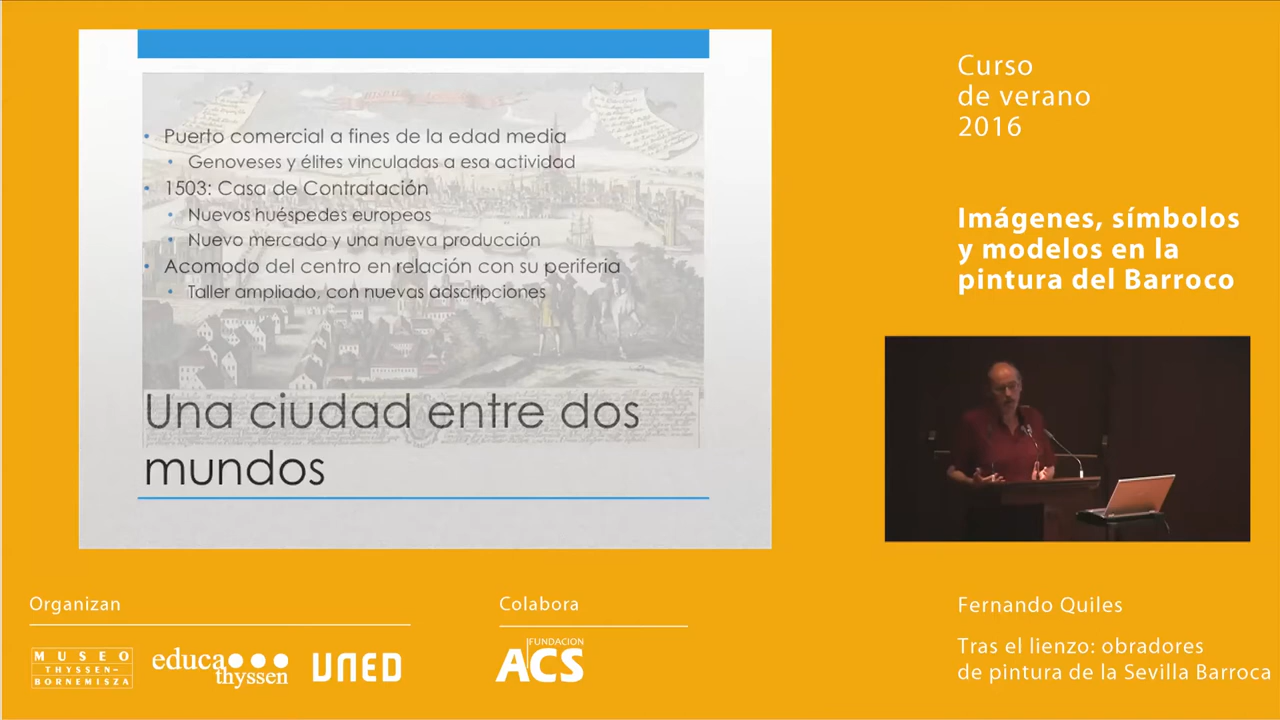 Puerto comercial a fines de la edad media
Genoveses y élites vinculadas a esa actividad
1503: Casa de Contratación
Nuevos huéspedes europeos
Nuevo mercado y una nueva producción
Acomodo del centro en relación con su periferia
Taller ampliado, con nuevas adscripciones
Una ciudad entre dos
mundos
Curso
de verano
2016
Imágenes, símbolos
y modelos en la
pintura del Barroco
Organizan
MUSEO
THYSSEN-
BORNEMISZA
educa
thyssen
UNED
Colabora
FUNDACION
ACS
Fernando Quiles
Tras el lienzo: obradores
de pintura de la Sevilla Barroca